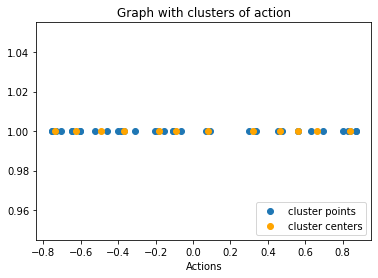 Graph with clusters of action
1.04
1.02
1.00
0.98
0.96
−0.8 −0.6 −0.4 −0.2 0.0 0.2 0.4 0.6 0.8
Actions
cluster points
cluster centers